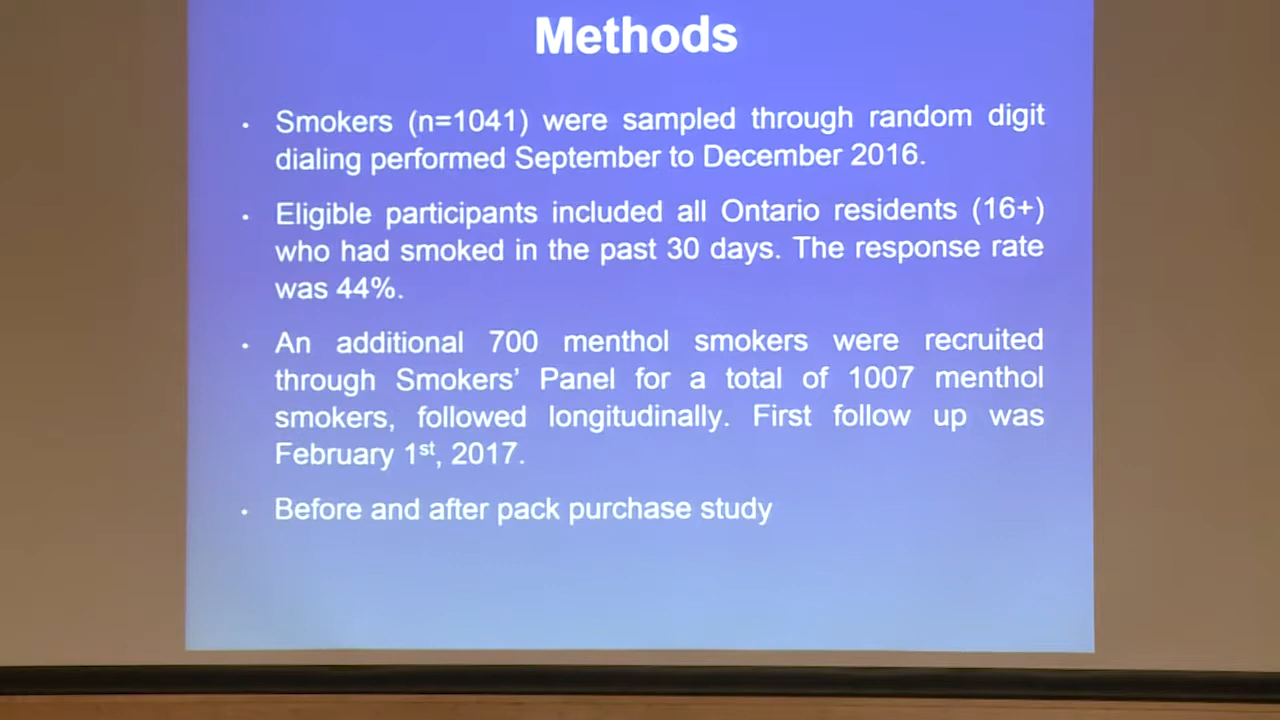 Methods
• Smokers (n=1041) were sampled through random digit
dialing performed September to December 2016.
• Eligible participants included all Ontario residents (16+)
who had smoked in the past 30 days. The response rate
was 44%.
• An additional 700 menthol smokers were recruited
through Smokers' Panel for a total of 1007 menthol
smokers, followed longitudinally. First follow up was
February 1st, 2017.
• Before and after pack purchase study